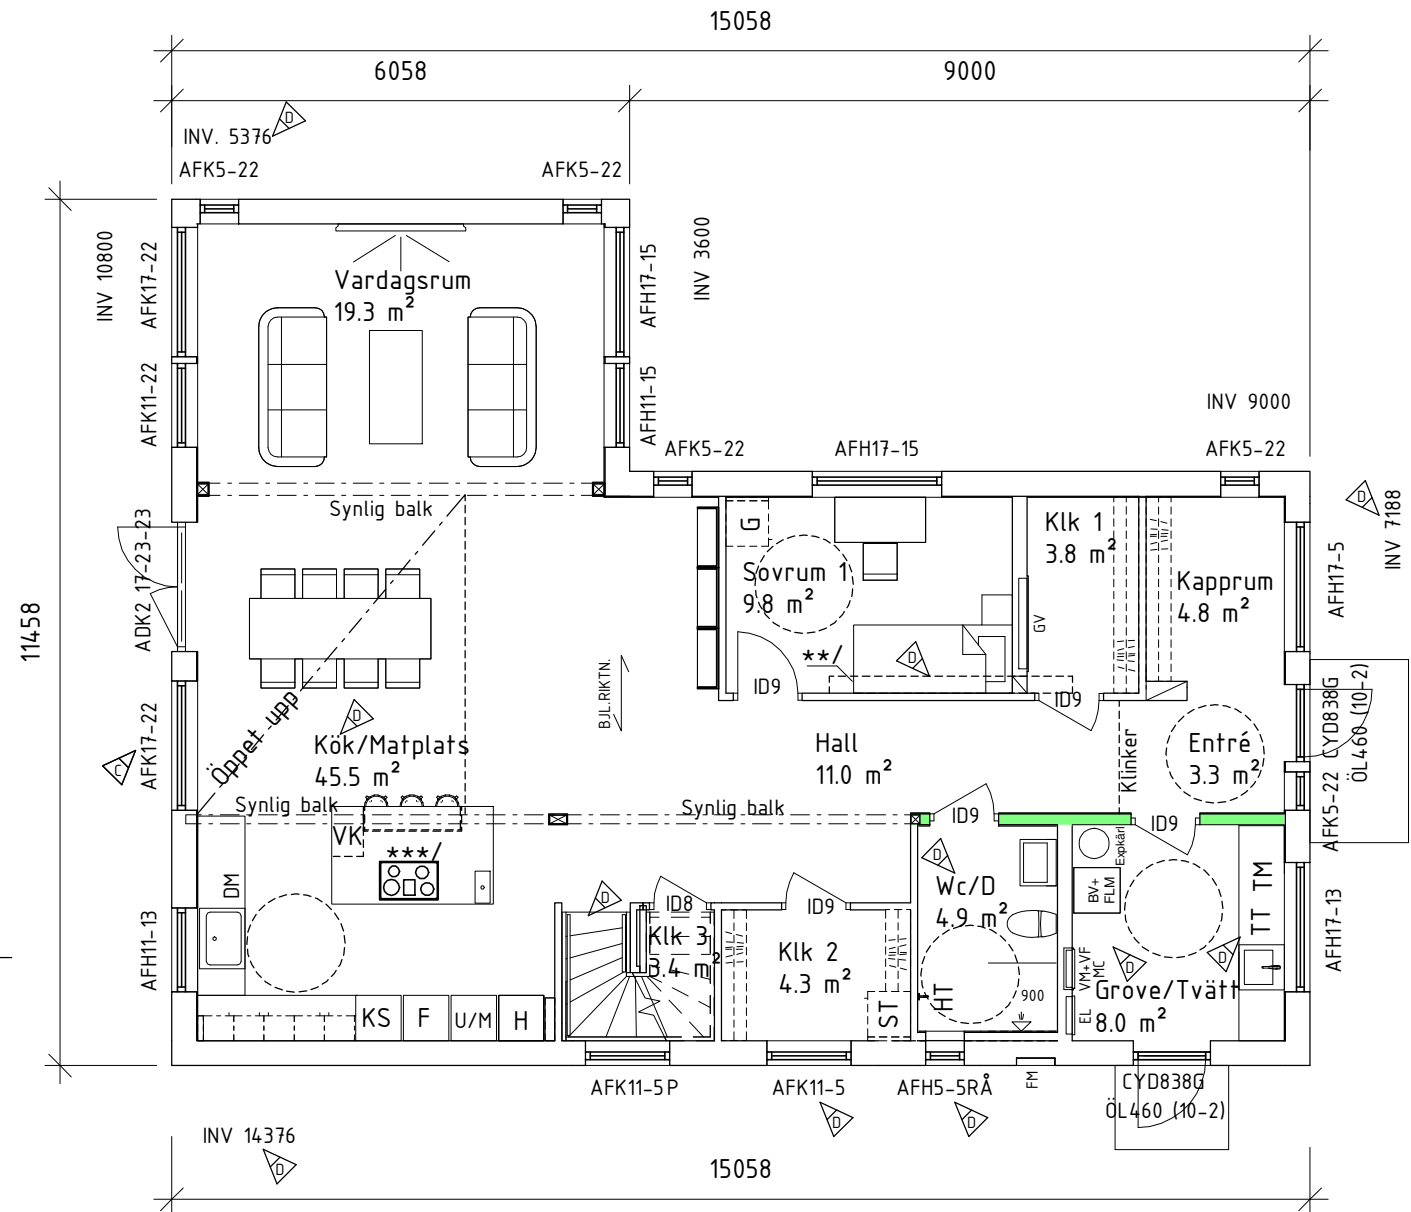 15058
6058
9000
D
INV. 5376
AFK5-22
AFK5-22
INV 10800
AFK17-22
AFK11-22
Vardagsrum
19.3 m²
AFH17-15
AFH11-15
INV 3600
INV 9000
AFK5-22
AFH17-15
AFK5-22
D
INV 7188
Synlig balk
ADK2 17-23-23
11458
G
Sovrum 1
9.8 m²
**/
D
ID9
Klk 1
3.8 m²
GV
ID9
Kapprum
4.8 m²
AFH17-5
BJL.RIKTN.
Öppet upp
D
Kök/Matplats
45.5 m²
AFK17-22
C
Hall
11.0 m²
Klinker
Entré
3.3 m²
CYD838G
ÖL460 (10-2)
AFK5-22
Synlig balk
Synlig balk
VK
***/
DM
AFH11-13
ID9
ID9
D
Wc/D
4.9 m²
Expkärl
BV+
FLM
TT TM
AFH17-13
D
ID8
Klk 3
3.4 m²
ID9
Klk 2
4.3 m²
ST
HT
900
VM+VF
MC
EL
D
D
Grove/Tvätt
8.0 m²
KS
F
U/M
H
AFK11-5P
AFK11-5
AFH5-5RÅ
FM
CYD838G
ÖL460 (10-2)
D
D
INV 14376
D
15058